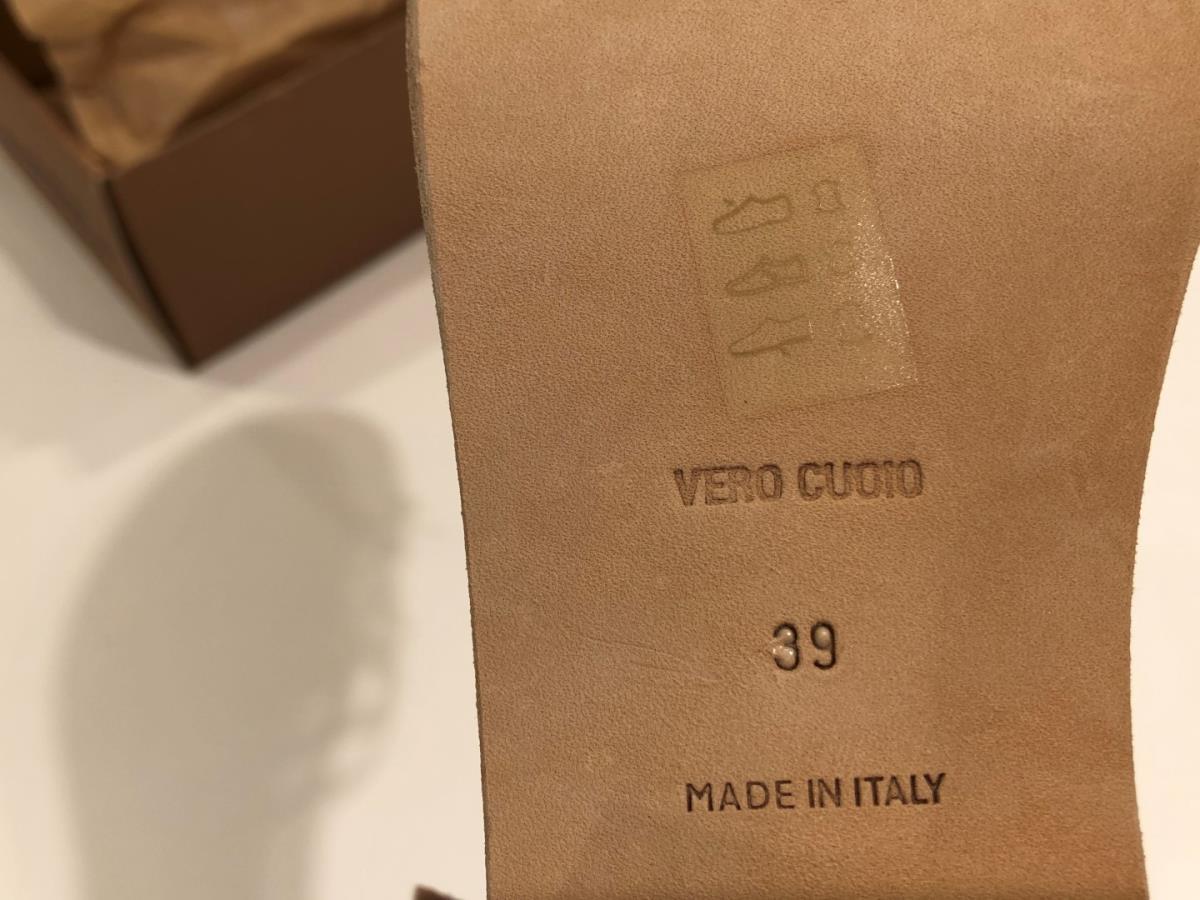 VERO CUOIO
39
MADE IN ITALY